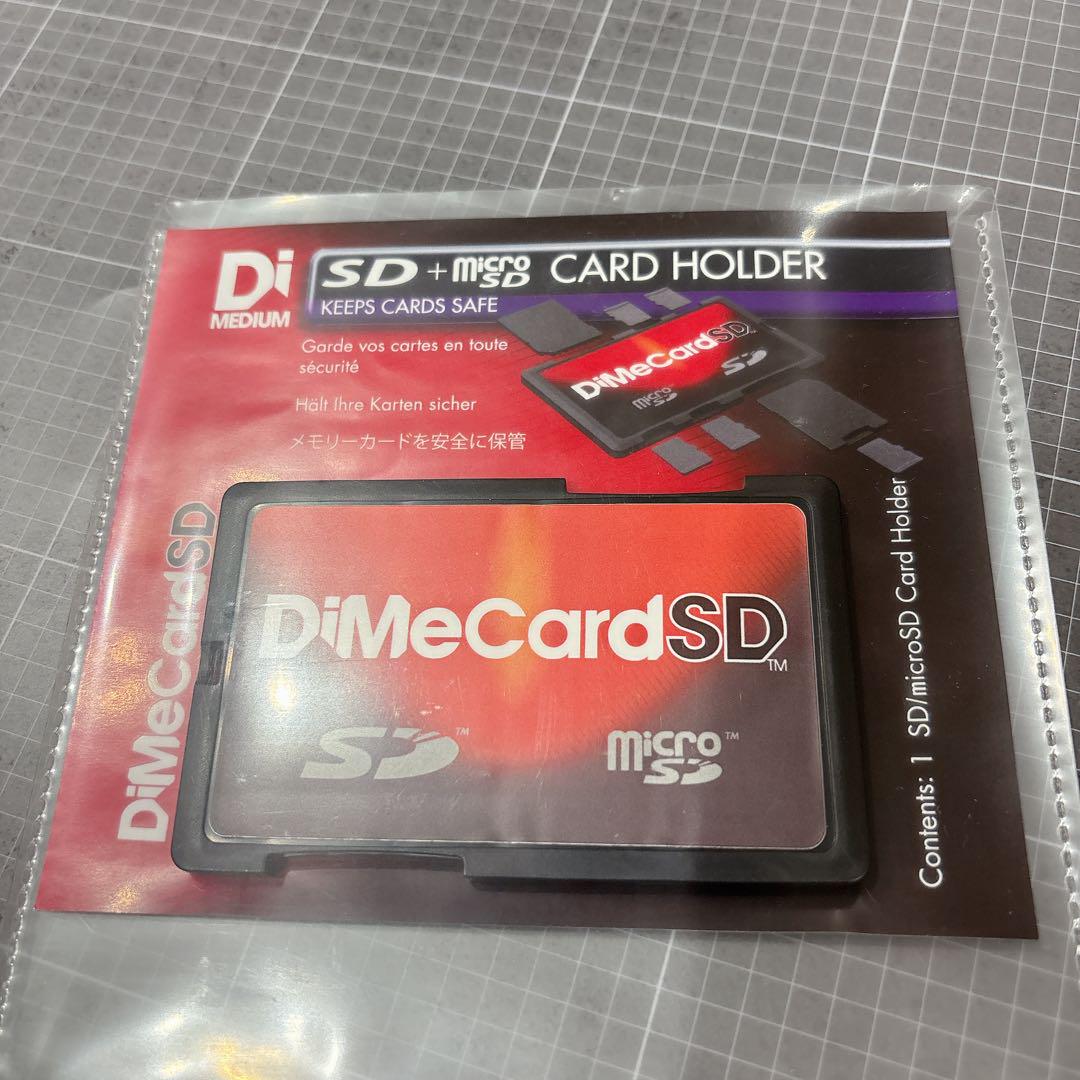 Di
MEDIUM
SD + micro SD CARD HOLDER
KEEPS CARDS SAFE
Garde vos cartes en toute
sécurité
Hält Ihre Karten sicher
メモリーカードを安全に保管
DiMeCardSD
micro SD
SD
DiMeCardSD
DiMeCardSD™
SD™
micro SD™
Contents: 1 SD/microSD Card Holder